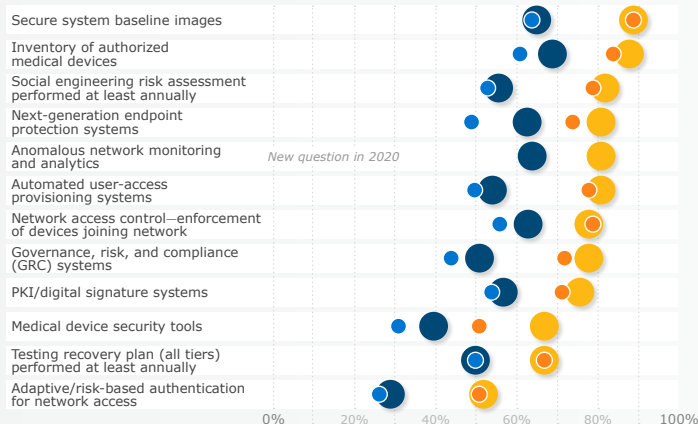 Secure system baseline images
Inventory of authorized
medical devices
Social engineering risk assessment
performed at least annually
Next-generation endpoint
protection systems
Anomalous network monitoring
and analytics
New question in 2020
Automated user-access
provisioning systems
Network access control—enforcement
of devices joining network
Governance, risk, and compliance
(GRC) systems
PKI/digital signature systems
Medical device security tools
Testing recovery plan (all tiers)
performed at least annually
Adaptive/risk-based authentication
for network access
0% 20% 40% 60% 80% 100%